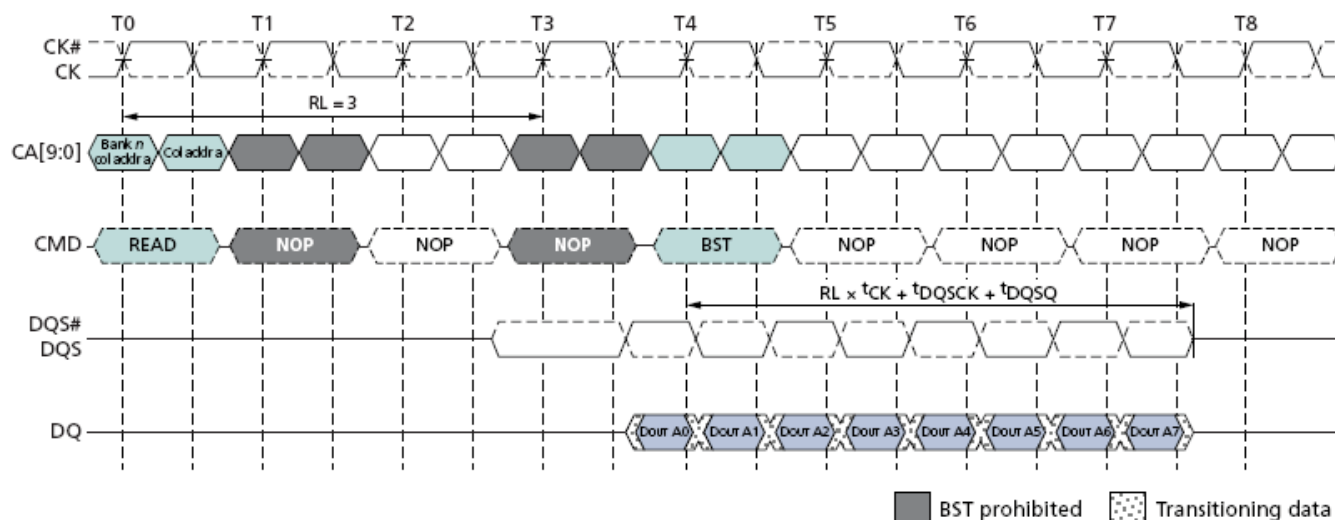 T0 T1 T2 T3 T4 T5 T6 T7 T8
CK#
CK
RL = 3
CA[9:0] Bank n col addr a Col addr a
CMD READ NOP NOP NOP BST NOP NOP NOP NOP
RL × tCK + tDQSCK + tDQSQ
DQS#
DQS
DQ DOUT A0 DOUT A1 DOUT A2 DOUT A3 DOUT A4 DOUT A5 DOUT A6 DOUT A7
BST prohibited Transitioning data